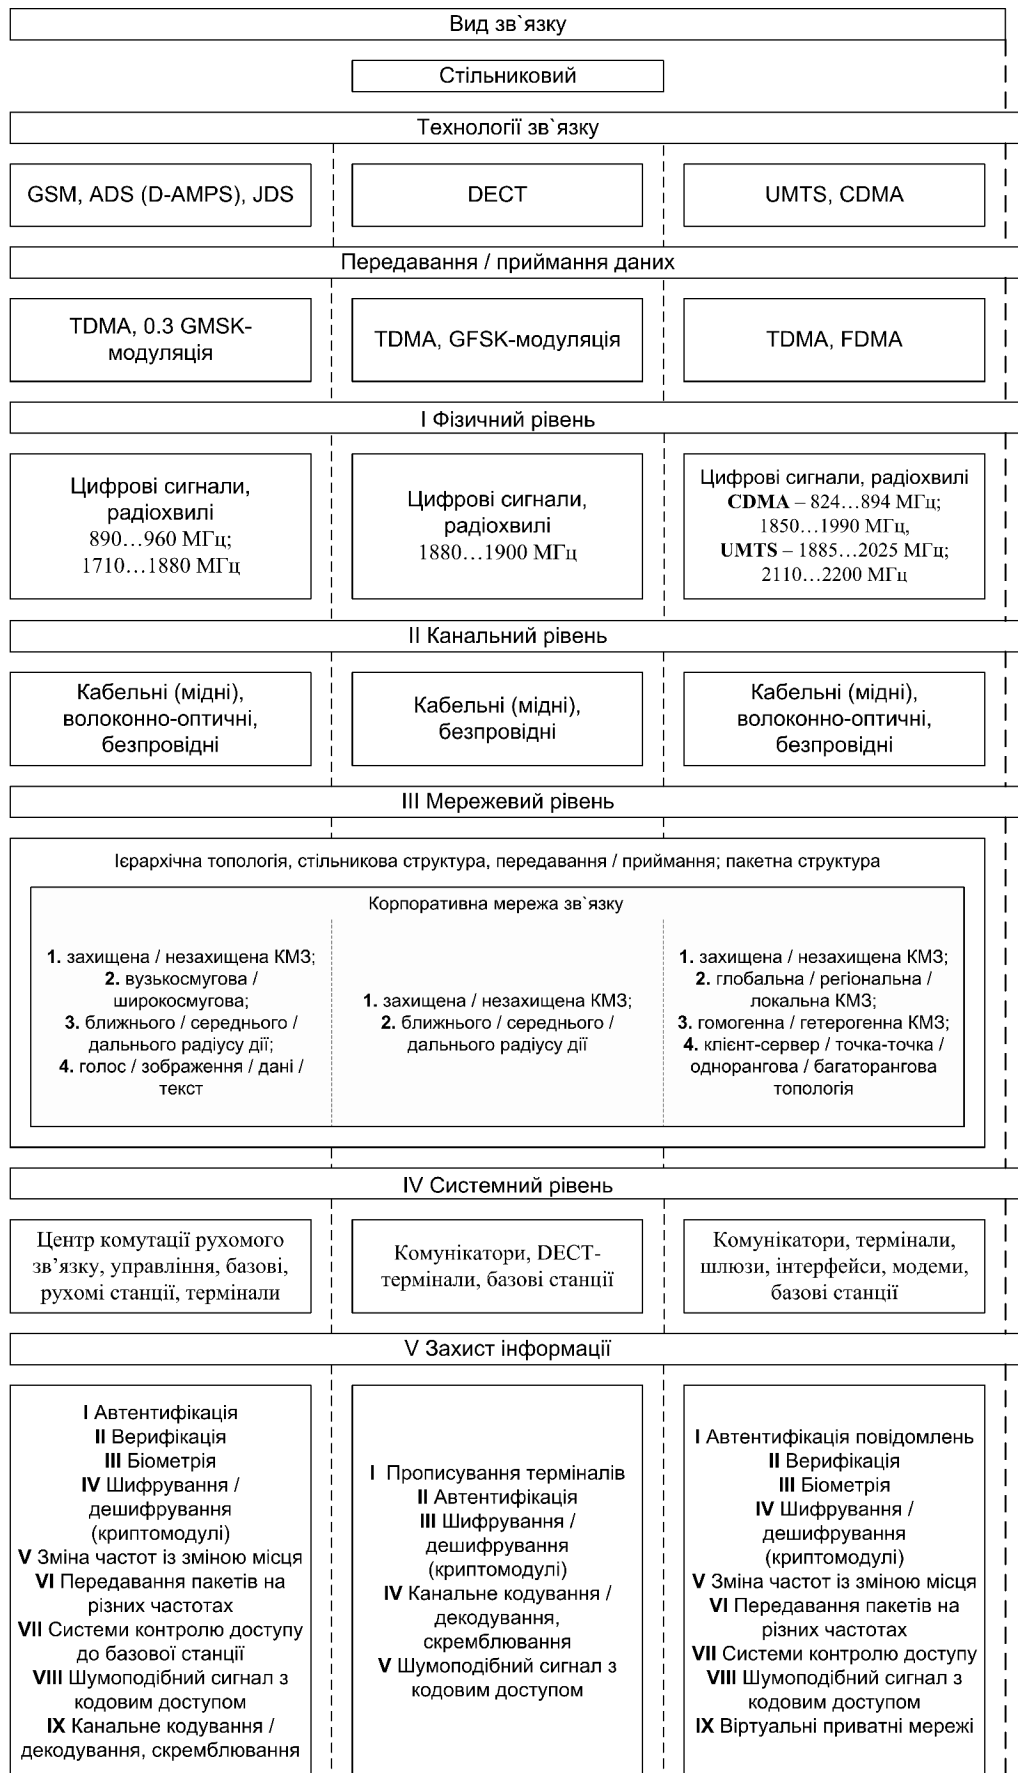 Вид зв`язку
Стільниковий
Технології зв`язку
GSM, ADS (D-AMPS), JDS
DECT
UMTS, CDMA
Передавання / приймання даних
TDMA, 0.3 GMSK-
модуляція
TDMA, GFSK-модуляція
TDMA, FDMA
I Фізичний рівень
Цифрові сигнали,
радіохвилі
890…960 МГц;
1710…1880 МГц
Цифрові сигнали,
радіохвилі
1880…1900 МГц
Цифрові сигнали, радіохвилі
CDMA – 824…894 МГц;
1850…1990 МГц,
UMTS – 1885…2025 МГц;
2110…2200 МГц
II Канальний рівень
Кабельні (мідні),
волоконно-оптичні,
безпровідні
Кабельні (мідні),
безпровідні
Кабельні (мідні),
волоконно-оптичні,
безпровідні
III Мережевий рівень
Ієрархічна топологія, стільникова структура, передавання / приймання; пакетна структура
Корпоративна мережа зв`язку
1. захищена / незахищена КМЗ;
2. вузькосмугова /
широкосмугова;
3. ближнього / середнього /
дальнього радіусу дії;
4. голос / зображення / дані /
текст
1. захищена / незахищена КМЗ;
2. ближнього / середнього /
дальнього радіусу дії
1. захищена / незахищена КМЗ;
2. глобальна / регіональна /
локальна КМЗ;
3. гомогенна / гетерогенна КМЗ;
4. клієнт-сервер / точка-точка /
однорангова / багаторангова
топологія
IV Системний рівень
Центр комутації рухомого
зв’язку, управління, базові,
рухомі станції, термінали
Комунікатори, DECT-
термінали, базові станції
Комунікатори, термінали,
шлюзи, інтерфейси, модеми,
базові станції
V Захист інформації
I Автентифікація
II Верифікація
III Біометрія
IV Шифрування /
дешифрування
(криптомодулі)
V Зміна частот із зміною місця
VI Передавання пакетів на
різних частотах
VII Системи контролю доступу
до базової станції
VIII Шумоподібний сигнал з
кодовим доступом
IX Канальне кодування /
декодування, скремблювання
I Прописування терміналів
II Автентифікація
III Шифрування /
дешифрування
(криптомодулі)
IV Канальне кодування /
декодування,
скремблювання
V Шумоподібний сигнал з
кодовим доступом
I Автентифікація повідомлень
II Верифікація
III Біометрія
IV Шифрування /
дешифрування
(криптомодулі)
V Зміна частот із зміною місця
VI Передавання пакетів на
різних частотах
VII Системи контролю доступу
VIII Шумоподібний сигнал з
кодовим доступом
IX Віртуальні приватні мережі